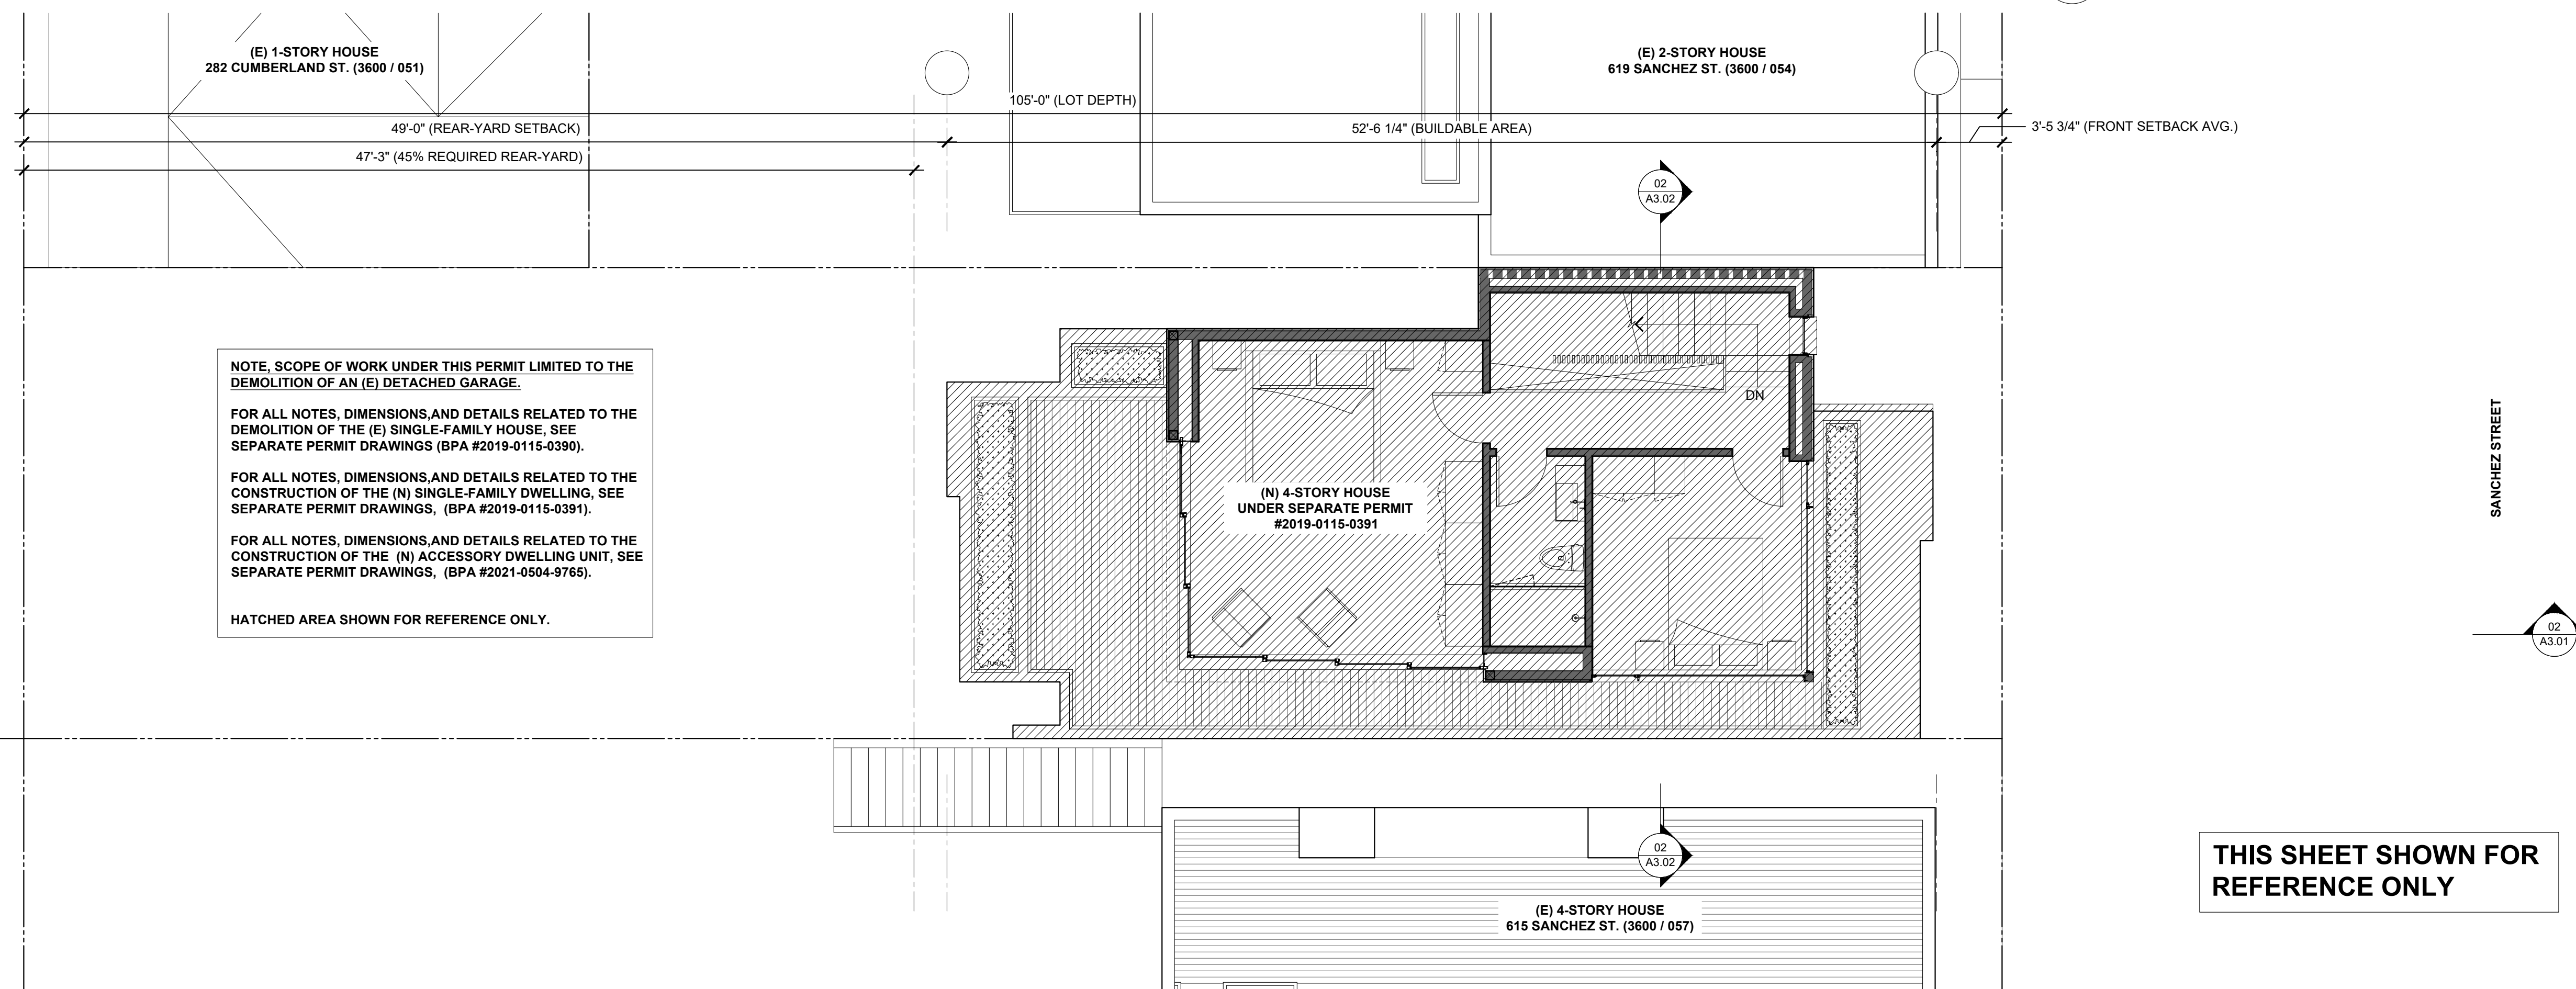 (E) 1-STORY HOUSE
282 CUMBERLAND ST. (3600 / 051)
(E) 2-STORY HOUSE
619 SANCHEZ ST. (3600 / 054)
105'-0" (LOT DEPTH)
49'-0" (REAR-YARD SETBACK)
52'-6 1/4" (BUILDABLE AREA)
3'-5 3/4" (FRONT SETBACK AVG.)
47'-3" (45% REQUIRED REAR-YARD)
02
A3.02
NOTE, SCOPE OF WORK UNDER THIS PERMIT LIMITED TO THE
DEMOLITION OF AN (E) DETACHED GARAGE.
FOR ALL NOTES, DIMENSIONS,AND DETAILS RELATED TO THE
DEMOLITION OF THE (E) SINGLE-FAMILY HOUSE, SEE
SEPARATE PERMIT DRAWINGS (BPA #2019-0115-0390).
FOR ALL NOTES, DIMENSIONS,AND DETAILS RELATED TO THE
CONSTRUCTION OF THE (N) SINGLE-FAMILY DWELLING, SEE
SEPARATE PERMIT DRAWINGS, (BPA #2019-0115-0391).
FOR ALL NOTES, DIMENSIONS,AND DETAILS RELATED TO THE
CONSTRUCTION OF THE (N) ACCESSORY DWELLING UNIT, SEE
SEPARATE PERMIT DRAWINGS, (BPA #2021-0504-9765).
HATCHED AREA SHOWN FOR REFERENCE ONLY.
DN
(N) 4-STORY HOUSE
UNDER SEPARATE PERMIT
#2019-0115-0391
SANCHEZ STREET
02
A3.01
02
A3.02
(E) 4-STORY HOUSE
615 SANCHEZ ST. (3600 / 057)
THIS SHEET SHOWN FOR
REFERENCE ONLY